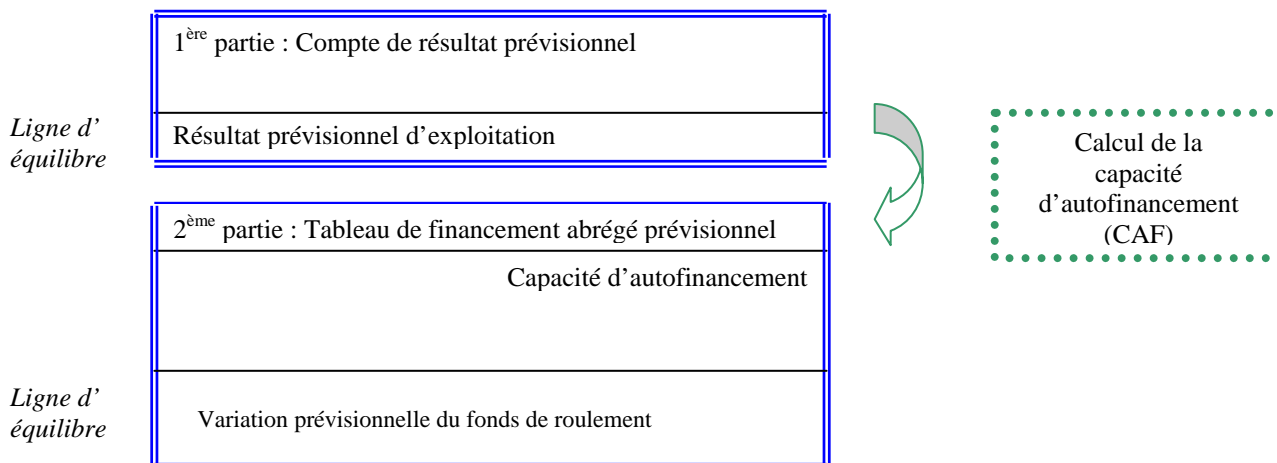 1ère partie : Compte de résultat prévisionnel
Ligne d’
équilibre
Résultat prévisionnel d’exploitation
Calcul de la
capacité
d’autofinancement
(CAF)
2ème partie : Tableau de financement abrégé prévisionnel
Capacité d’autofinancement
Ligne d’
équilibre
Variation prévisionnelle du fonds de roulement